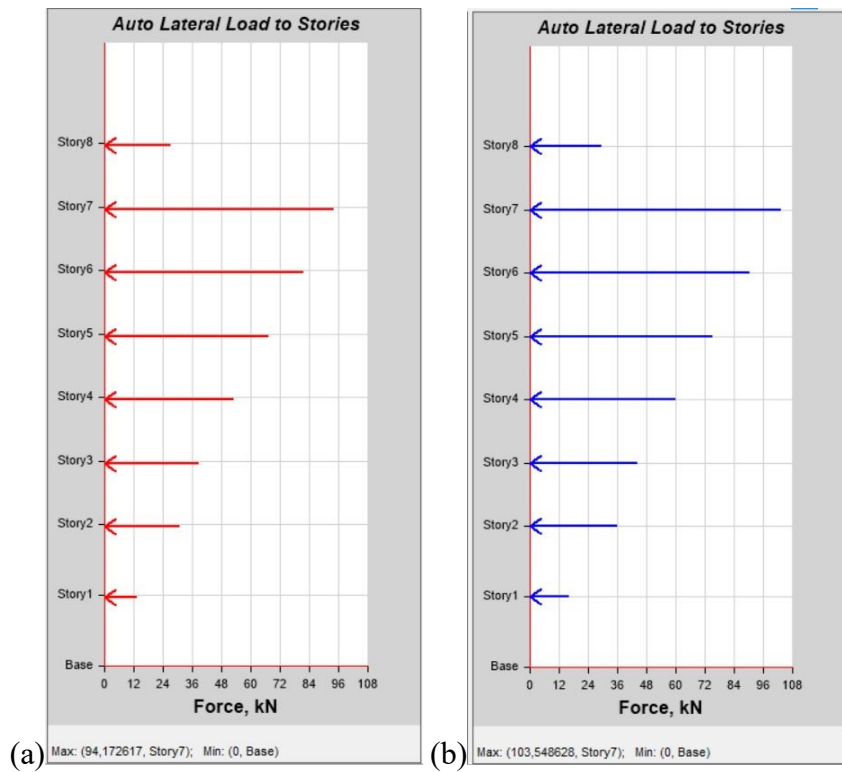 Auto Lateral Load to Stories
Story8
Story7
Story6
Story5
Story4
Story3
Story2
Story1
Base
0 12 24 36 48 60 72 84 96 108
Force, kN
(a) Max: (94,172617, Story7); Min: (0, Base)
Auto Lateral Load to Stories
Story8
Story7
Story6
Story5
Story4
Story3
Story2
Story1
Base
0 12 24 36 48 60 72 84 96 108
Force, kN
(b) Max: (103,548628, Story7); Min: (0, Base)